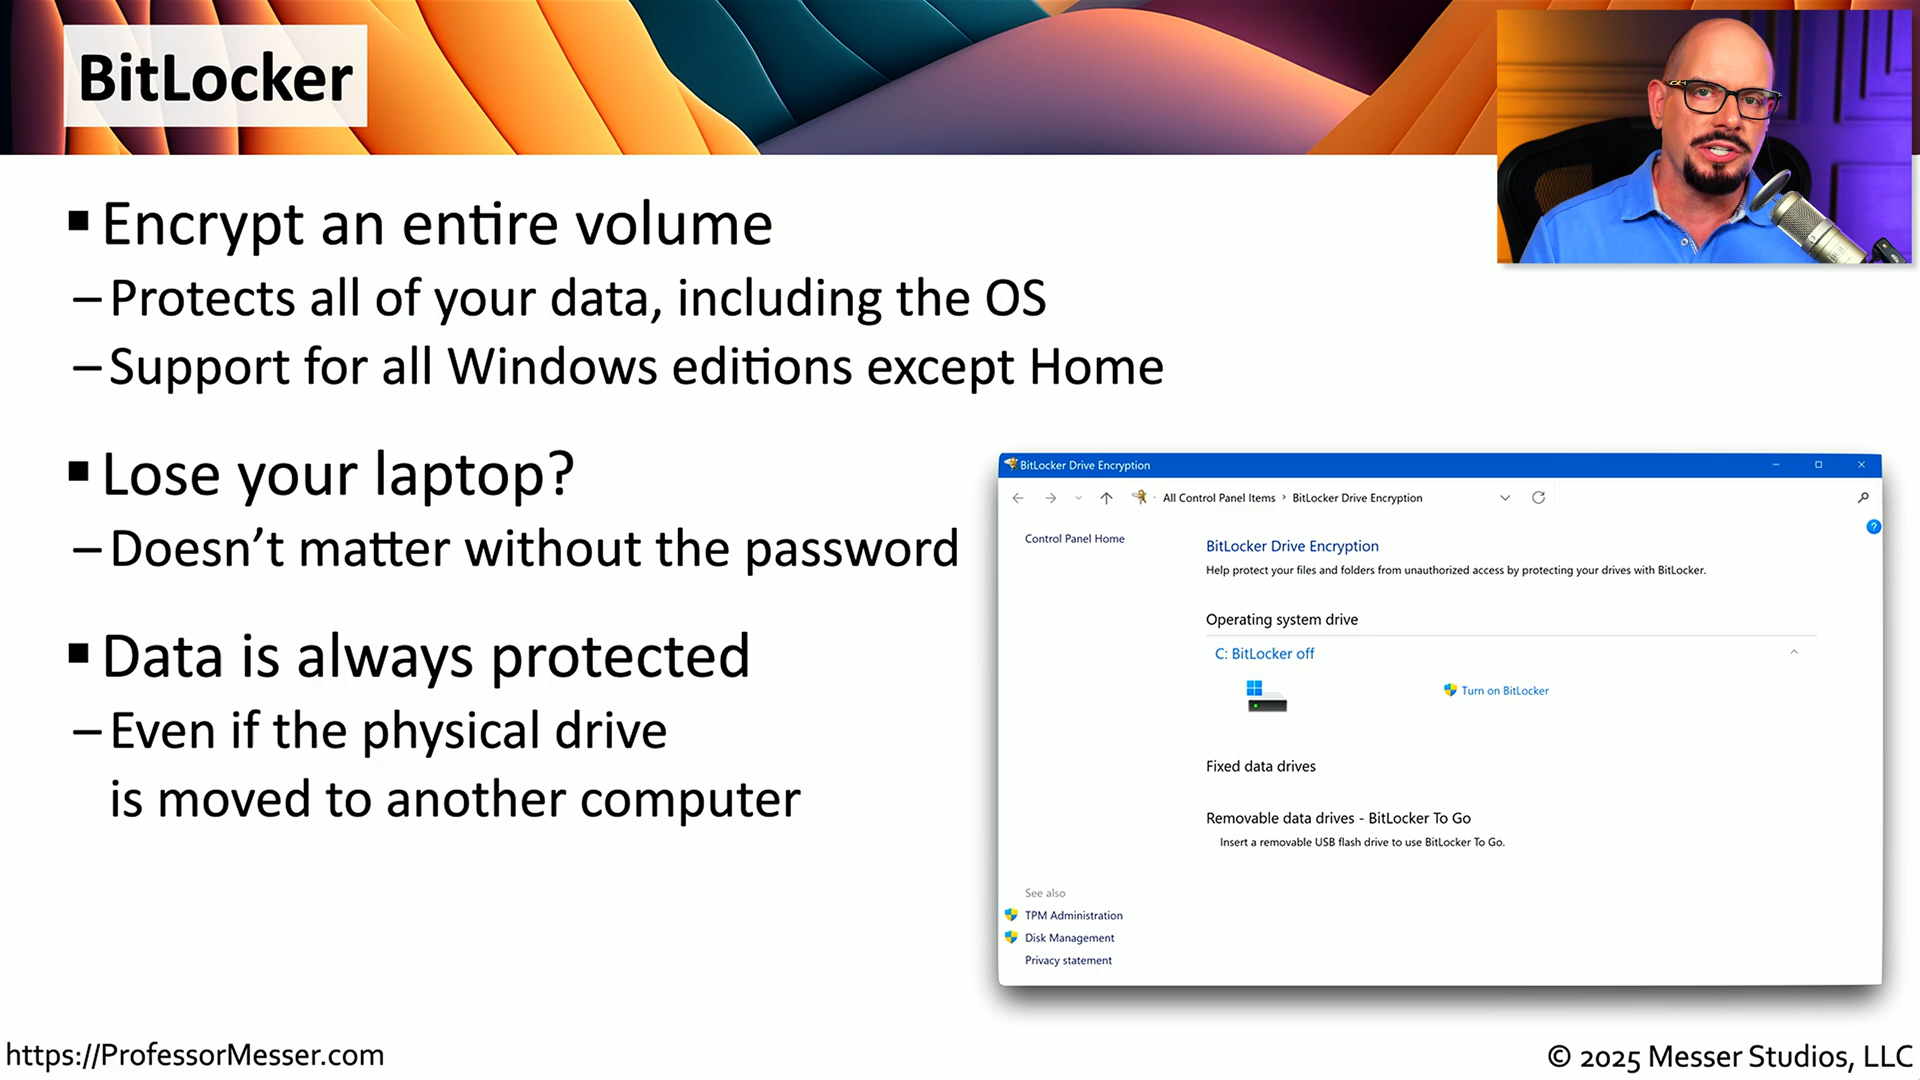 BitLocker
▪ Encrypt an entire volume
– Protects all of your data, including the OS
– Support for all Windows editions except Home
▪ Lose your laptop?
– Doesn’t matter without the password
▪ Data is always protected
– Even if the physical drive
is moved to another computer
BitLocker Drive Encryption
All Control Panel Items › BitLocker Drive Encryption
Control Panel Home
BitLocker Drive Encryption
Help protect your files and folders from unauthorized access by protecting your drives with BitLocker.
Operating system drive
C: BitLocker off
Turn on BitLocker
Fixed data drives
Removable data drives - BitLocker To Go
Insert a removable USB flash drive to use BitLocker To Go.
See also
TPM Administration
Disk Management
Privacy statement
https://ProfessorMesser.com
© 2025 Messer Studios, LLC